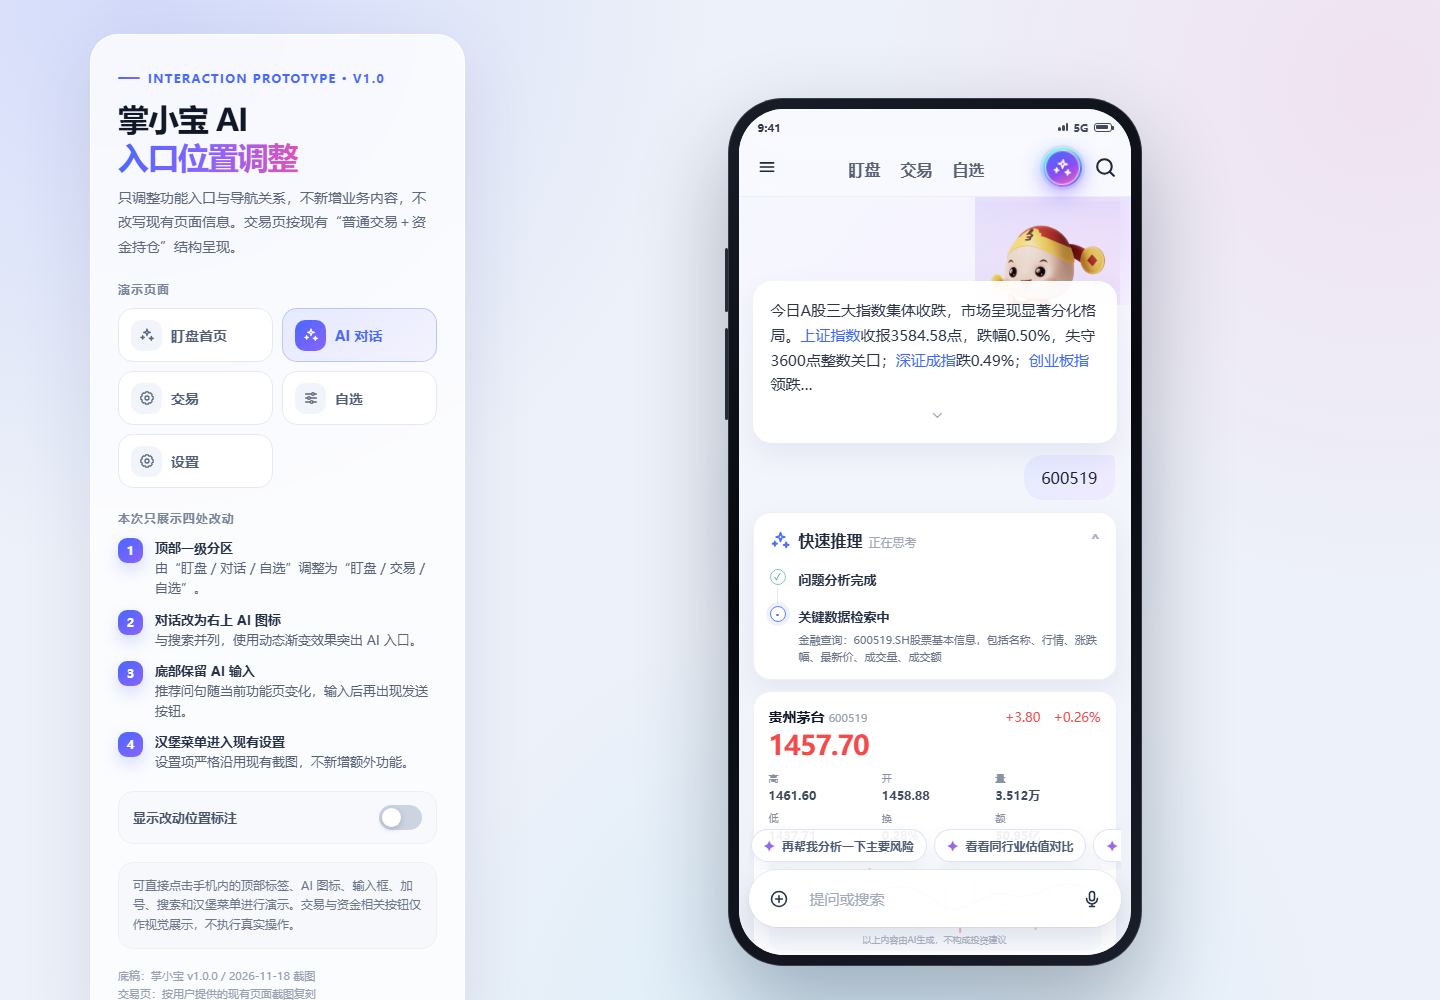 INTERACTION PROTOTYPE • V1.0
掌小宝 AI
入口位置调整
只调整功能入口与导航关系，不新增业务内容，不
改写现有页面信息。交易页按现有“普通交易 + 资
金持仓”结构呈现。
演示页面
盯盘首页
AI 对话
交易
自选
设置
本次只展示四处改动
1
顶部一级分区
由“盯盘 / 对话 / 自选”调整为“盯盘 / 交易 /
自选”。
2
对话改为右上 AI 图标
与搜索并列，使用动态渐变效果突出 AI 入口。
3
底部保留 AI 输入
推荐问句随当前功能页变化，输入后再出现发送
按钮。
4
汉堡菜单进入现有设置
设置项严格沿用现有截图，不新增额外功能。
显示改动位置标注
可直接点击手机内的顶部标签、AI 图标、输入框、加
号、搜索和汉堡菜单进行演示。交易与资金相关按钮仅
作视觉展示，不执行真实操作。
底稿：掌小宝 v1.0.0 / 2026-11-18 截图
交易页：按用户提供的现有页面截图复刻
9:41
5G
盯盘 交易 自选
今日A股三大指数集体收跌，市场呈现显著分化格
局。上证指数收报3584.58点，跌幅0.50%，失守
3600点整数关口；深证成指跌0.49%；创业板指
领跌...
600519
快速推理 正在思考
问题分析完成
关键数据检索中
金融查询：600519.SH股票基本信息，包括名称、行情、涨跌
幅、最新价、成交量、成交额
贵州茅台 600519
+3.80 +0.26%
1457.70
高 开 量
1461.60 1458.88 3.512万
低 换 额
1437.71 0.28% 50.95亿
再帮我分析一下主要风险
看看同行业估值对比
提问或搜索
以上内容由AI生成，不构成投资建议